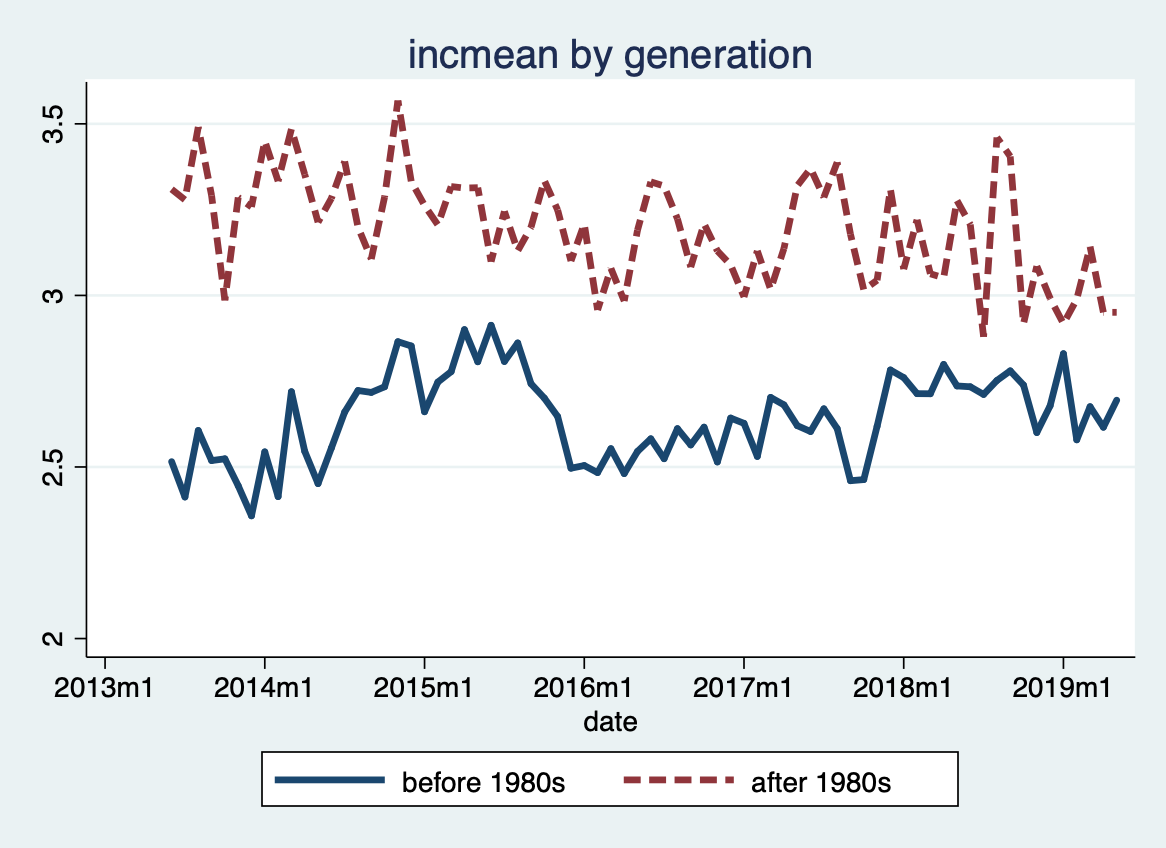 incmean by generation
3.5
3
2.5
2
2013m1 2014m1 2015m1 2016m1 2017m1 2018m1 2019m1
date
before 1980s after 1980s